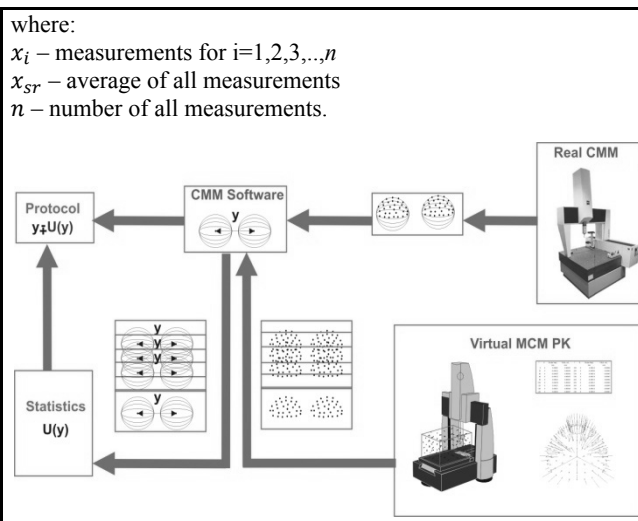 where:
𝑥ᵢ – measurements for i=1,2,3,..,n
𝑥ₛᵣ – average of all measurements
𝑛 – number of all measurements.
Real CMM
Protocol
y±U(y)
CMM Software
y
y
y
y
y
y
Virtual MCM PK
Statistics
U(y)